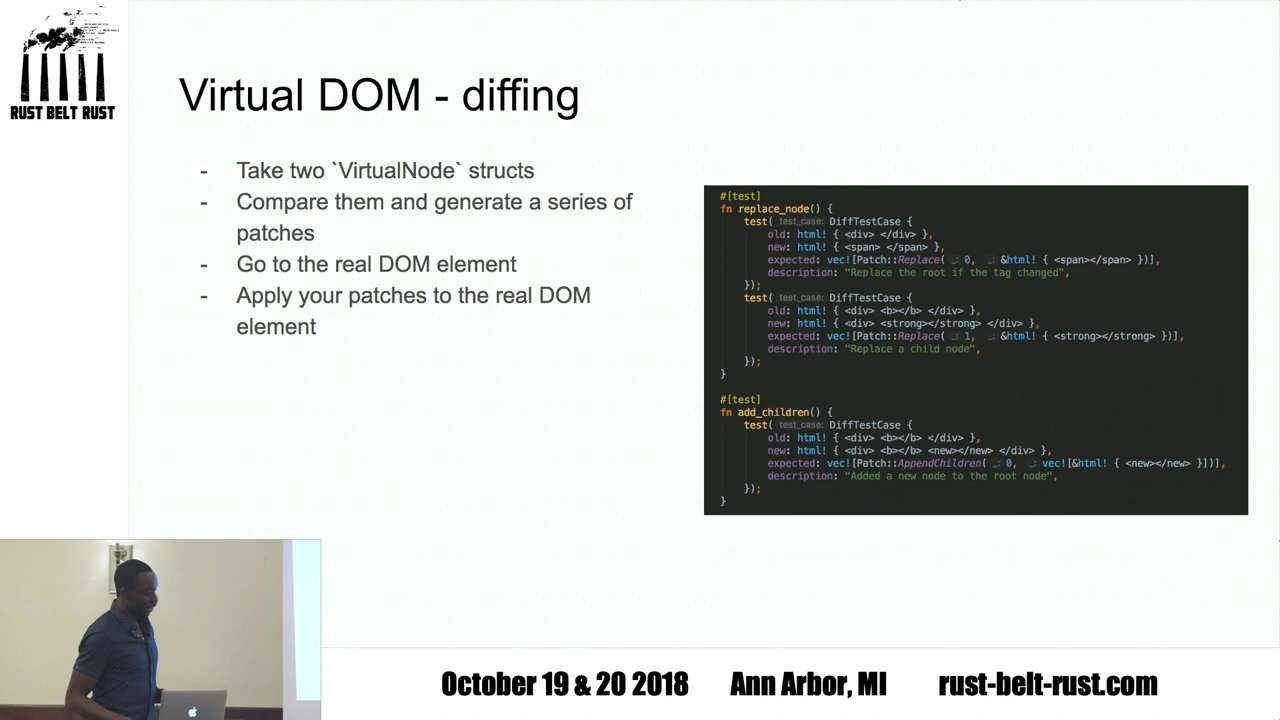 RUST BELT RUST
Virtual DOM - diffing
- Take two `VirtualNode` structs
- Compare them and generate a series of
patches
- Go to the real DOM element
- Apply your patches to the real DOM
element
#[test]
fn replace_node() {
test( test_case: DiffTestCase {
old: html! { <div> </div> },
new: html! { <span> </span> },
expected: vec![Patch::Replace( _: 0, _: &html! { <span></span> })],
description: "Replace the root if the tag changed",
});
test( test_case: DiffTestCase {
old: html! { <div> <b></b> </div> },
new: html! { <div> <strong></strong> </div> },
expected: vec![Patch::Replace( _: 1, _: &html! { <strong></strong> })],
description: "Replace a child node",
});
}
#[test]
fn add_children() {
test( test_case: DiffTestCase {
old: html! { <div> <b></b> </div> },
new: html! { <div> <b></b> <new></new> </div> },
expected: vec![Patch::AppendChildren( _: 0, _: vec![&html! { <new></new> }])],
description: "Added a new node to the root node",
});
}
October 19 & 20 2018 Ann Arbor, MI rust-belt-rust.com